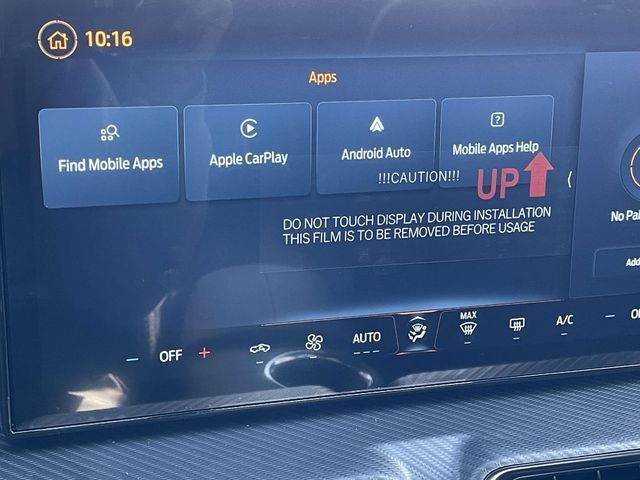 10:16
Apps
Find Mobile Apps
Apple CarPlay
Android Auto
Mobile Apps Help
!!!CAUTION!!!
UP
DO NOT TOUCH DISPLAY DURING INSTALLATION
THIS FILM IS TO BE REMOVED BEFORE USAGE
No
Add
OFF
AUTO
MAX
A/C